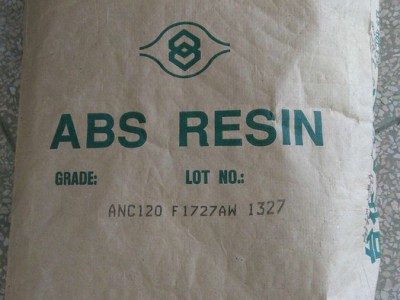 ABS RESIN
GRADE: LOT NO.:
ANC120 F1727AW 1327